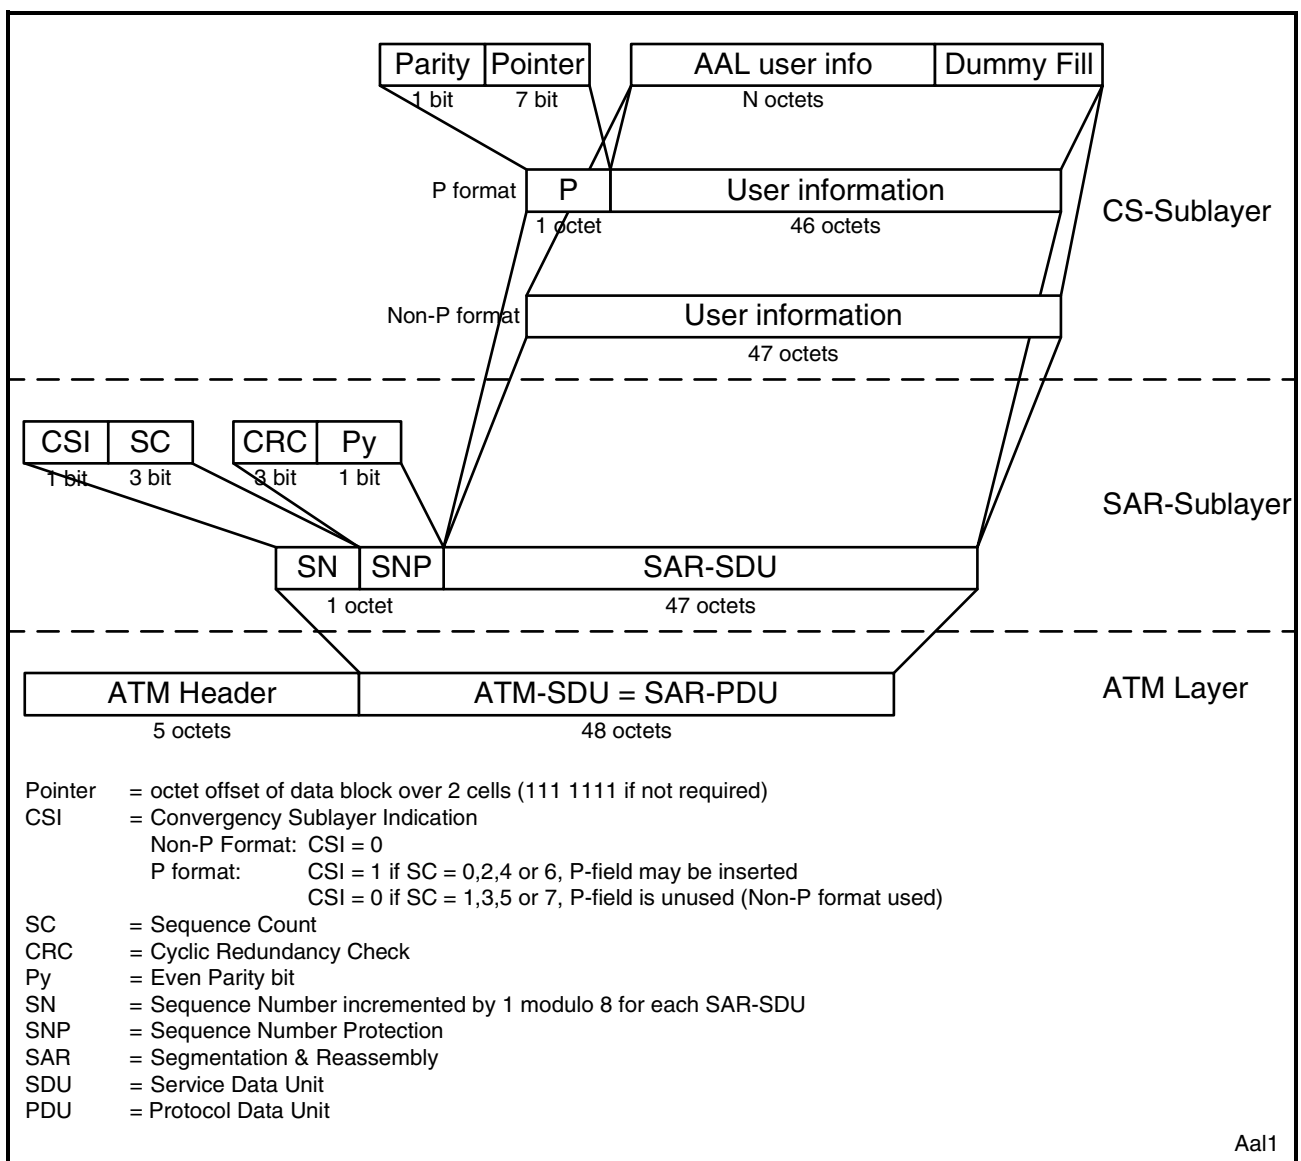 Parity Pointer AAL user info Dummy Fill
1 bit 7 bit N octets
P format P User information
CS-Sublayer
1 octet 46 octets
Non-P format User information
47 octets
CSI SC CRC Py
1 bit 3 bit 3 bit 1 bit
SAR-Sublayer
SN SNP SAR-SDU
1 octet 47 octets
ATM Header ATM-SDU = SAR-PDU ATM Layer
5 octets 48 octets
Pointer = octet offset of data block over 2 cells (111 1111 if not required)
CSI = Convergency Sublayer Indication
Non-P Format: CSI = 0
P format: CSI = 1 if SC = 0,2,4 or 6, P-field may be inserted
CSI = 0 if SC = 1,3,5 or 7, P-field is unused (Non-P format used)
SC = Sequence Count
CRC = Cyclic Redundancy Check
Py = Even Parity bit
SN = Sequence Number incremented by 1 modulo 8 for each SAR-SDU
SNP = Sequence Number Protection
SAR = Segmentation & Reassembly
SDU = Service Data Unit
PDU = Protocol Data Unit
Aal1